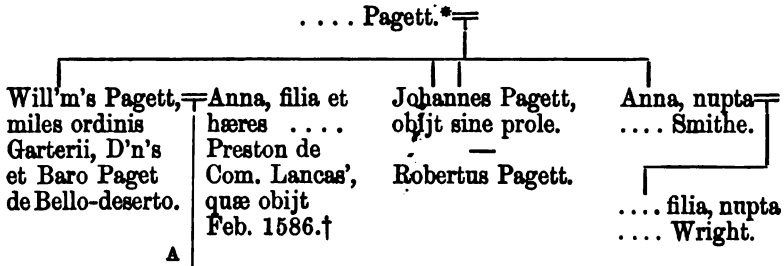 .... Pagett.*
Will'm's Pagett,
miles ordinis
Garterii, D'n's
et Baro Paget
de Bello-deserto.
Anna, filia et
hæres ....
Preston de
Com. Lancas',
quæ obijt
Feb. 1586.†
Johannes Pagett,
obijt sine prole.
—
Robertus Pagett.
Anna, nupta
.... Smithe.
.... filia, nupta
.... Wright.
A